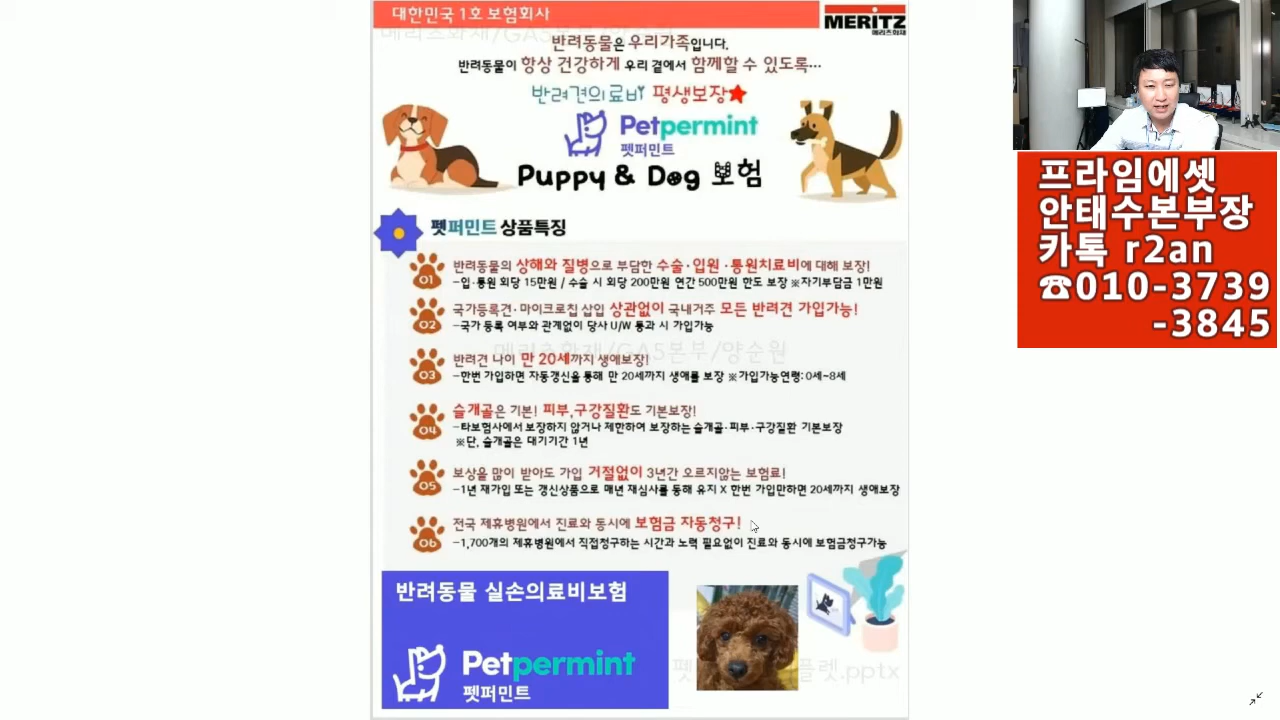 대한민국 1호 보험회사
MERITZ
메리츠화재
반려동물은 우리가족입니다.
반려동물이 항상 건강하게 우리 곁에서 함께할 수 있도록…
반려견의료비 평생보장
Petpermint
펫퍼민트
Puppy & Dog 보험
펫퍼민트 상품특징
01
반려동물의 상해와 질병으로 부담한 수술·입원·통원치료비에 대해 보장!
-입·통원 회당 15만원 / 수술 시 회당 200만원 연간 500만원 한도 보장 ※자기부담금 1만원
02
국가등록견·마이크로칩 삽입 상관없이 국내거주 모든 반려견 가입가능!
-국가 등록 여부와 관계없이 당사 U/W 통과 시 가입가능
메리츠화재/GA5본부/양순원
03
반려견 나이 만 20세까지 생애보장!
-한번 가입하면 자동갱신을 통해 만 20세까지 생애를 보장 ※가입가능연령: 0세~8세
04
슬개골은 기본! 피부,구강질환도 기본보장!
-타보험사에서 보장하지 않거나 제한하여 보장하는 슬개골·피부·구강질환 기본보장
※단, 슬개골은 대기기간 1년
05
보상을 많이 받아도 가입 거절없이 3년간 오르지않는 보험료!
-1년 재가입 또는 갱신상품으로 매년 재심사를 통해 유지 X 한번 가입만하면 20세까지 생애보장
06
전국 제휴병원에서 진료와 동시에 보험금 자동청구!
-1,700개의 제휴병원에서 직접청구하는 시간과 노력 필요없이 진료와 동시에 보험금청구가능
반려동물 실손의료비보험
Petpermint
펫퍼민트
플렛.pptx
프라임에셋
안태수본부장
카톡 r2an
☎010-3739
-3845